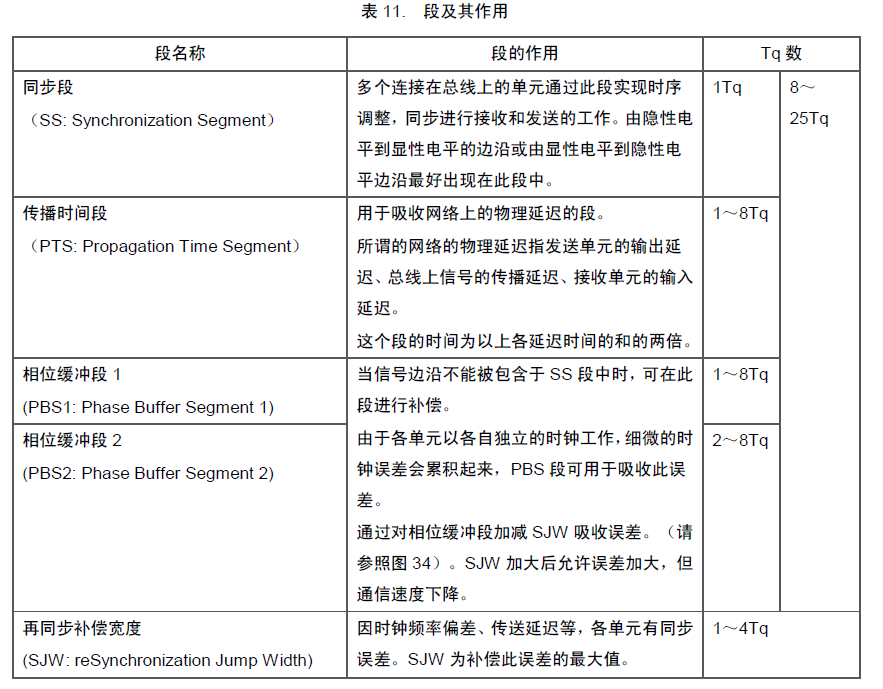 表 11. 段及其作用
段名称
段的作用
Tq 数
同步段
（SS: Synchronization Segment）
多个连接在总线上的单元通过此段实现时序
调整，同步进行接收和发送的工作。由隐性电
平到显性电平的边沿或由显性电平到隐性电
平边沿最好出现在此段中。
1Tq
8～
25Tq
传播时间段
（PTS: Propagation Time Segment）
用于吸收网络上的物理延迟的段。
所谓的网络的物理延迟指发送单元的输出延
迟、总线上信号的传播延迟、接收单元的输入
延迟。
这个段的时间为以上各延迟时间的和的两倍。
1～8Tq
相位缓冲段 1
(PBS1: Phase Buffer Segment 1)
当信号边沿不能被包含于 SS 段中时，可在此
段进行补偿。
1～8Tq
相位缓冲段 2
(PBS2: Phase Buffer Segment 2)
由于各单元以各自独立的时钟工作，细微的时
钟误差会累积起来，PBS 段可用于吸收此误
差。
通过对相位缓冲段加减 SJW 吸收误差。（请
参照图 34）。SJW 加大后允许误差加大，但
通信速度下降。
2～8Tq
再同步补偿宽度
(SJW: reSynchronization Jump Width)
因时钟频率偏差、传送延迟等，各单元有同步
误差。SJW 为补偿此误差的最大值。
1～4Tq